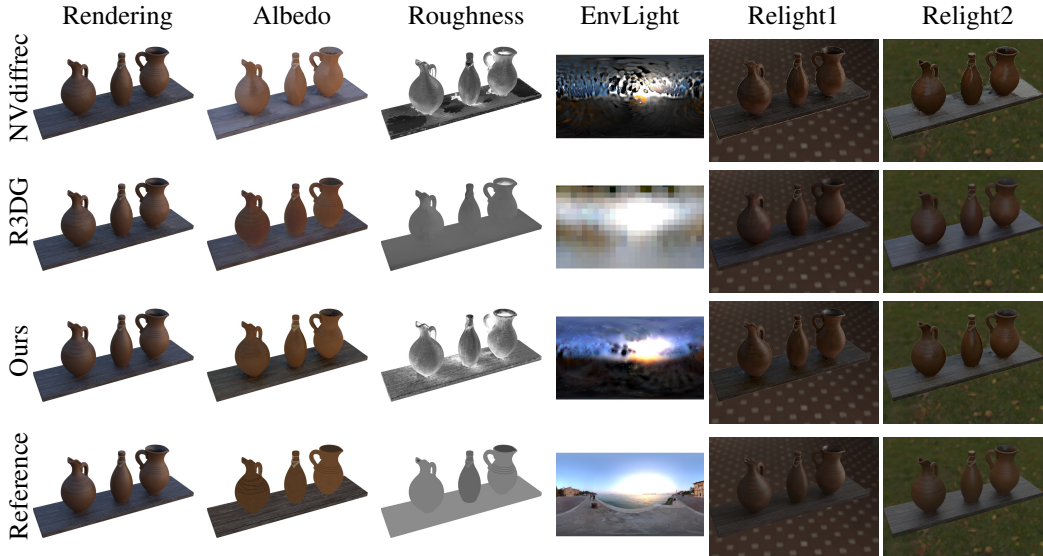 Rendering Albedo Roughness EnvLight Relight1 Relight2
NVdiffrec
R3DG
Ours
Reference